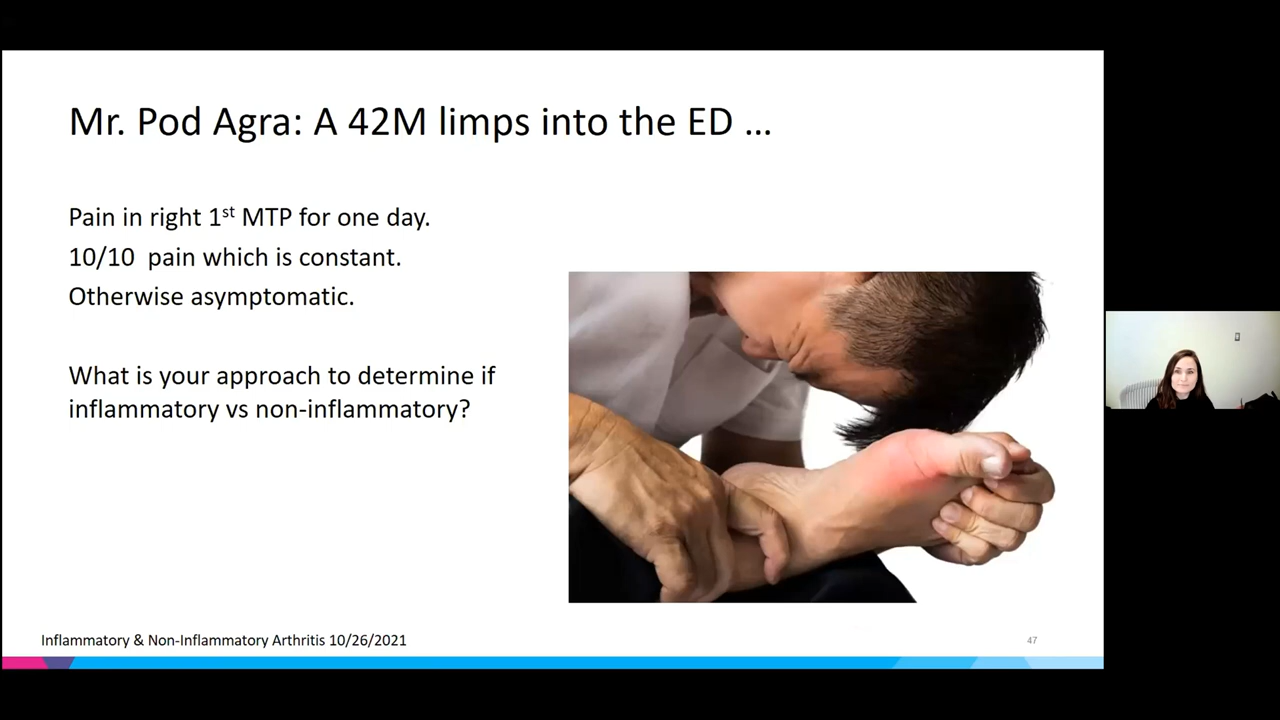 Mr. Pod Agra: A 42M limps into the ED ...
Pain in right 1st MTP for one day.
10/10 pain which is constant.
Otherwise asymptomatic.
What is your approach to determine if
inflammatory vs non-inflammatory?
Inflammatory & Non-Inflammatory Arthritis 10/26/2021
47